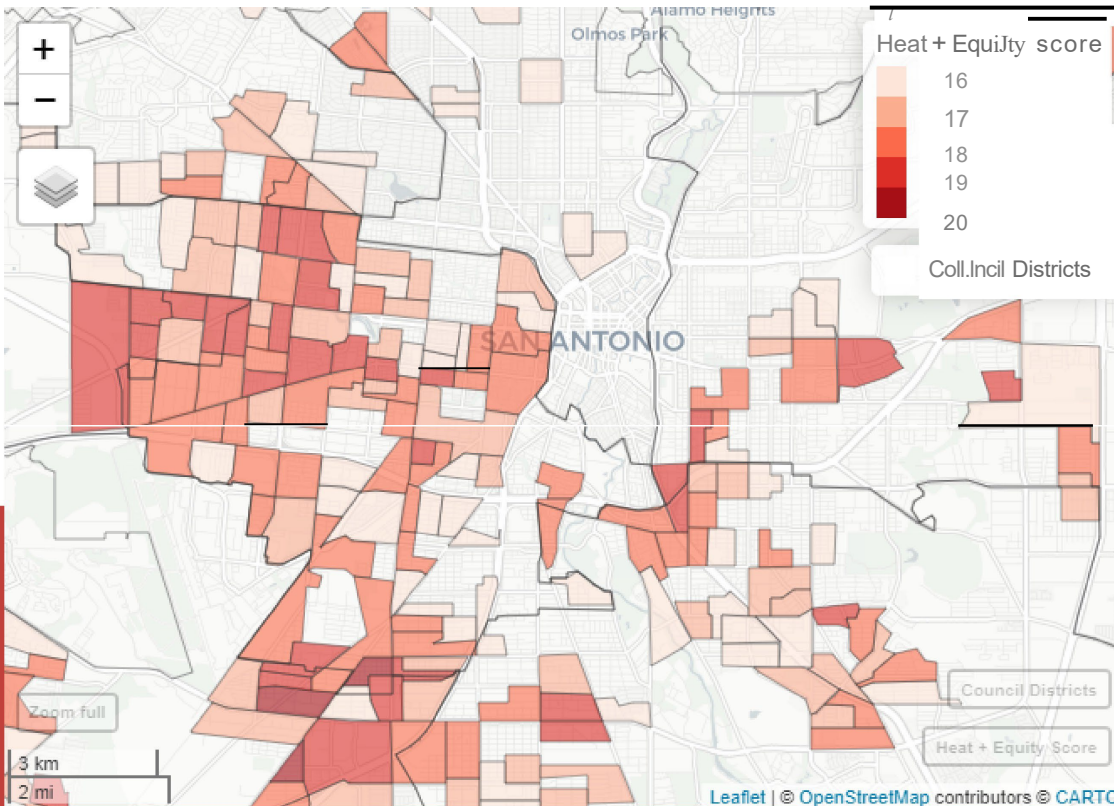 Alamo Heights
Olmos Park
+
−
Heat + EquiJty score
16
17
18
19
20
Coll.Incil Districts
SAN ANTONIO
Zoom full
Council Districts
Heat + Equity Score
3 km
2 mi
Leaflet | © OpenStreetMap contributors © CARTO